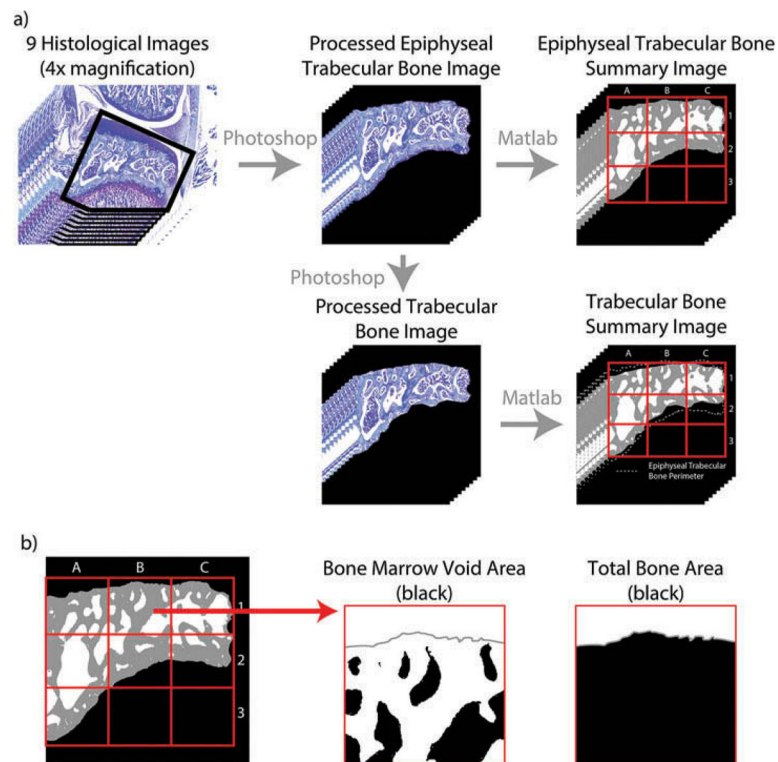 a)
9 Histological Images
(4x magnification)
Processed Epiphyseal
Trabecular Bone Image
Epiphyseal Trabecular Bone
Summary Image
Photoshop
Matlab
A B C
1
2
3
Photoshop
Processed Trabecular
Bone Image
Trabecular Bone
Summary Image
Matlab
A B C
1
2
3
Epiphyseal Trabecular
Bone Perimeter
b)
A B C
1
2
3
Bone Marrow Void Area
(black)
Total Bone Area
(black)